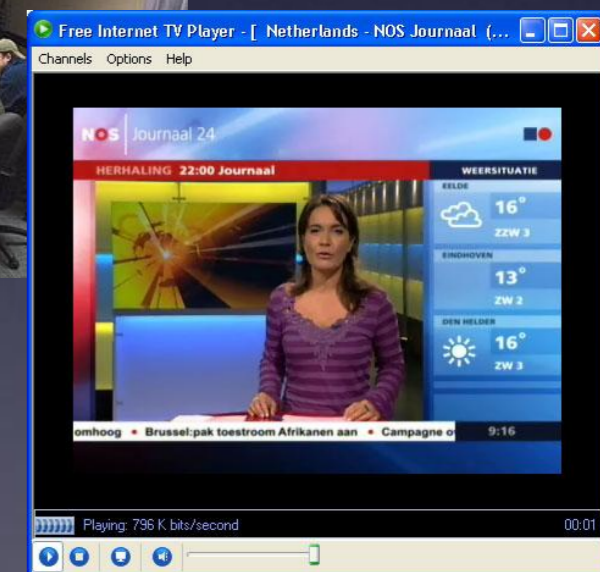 Free Internet TV Player - [ Netherlands - NOS Journaal (...
Channels Options Help
NOS Journaal 24
HERHALING 22:00 Journaal
WEERSITUATIE
EELDE
16°
ZZW 3
EINDHOVEN
13°
ZW 2
DEN HELDER
16°
ZW 3
omhoog • Brussel:pak toestroom Afrikanen aan • Campagne o
9:16
Playing: 796 K bits/second
00:01